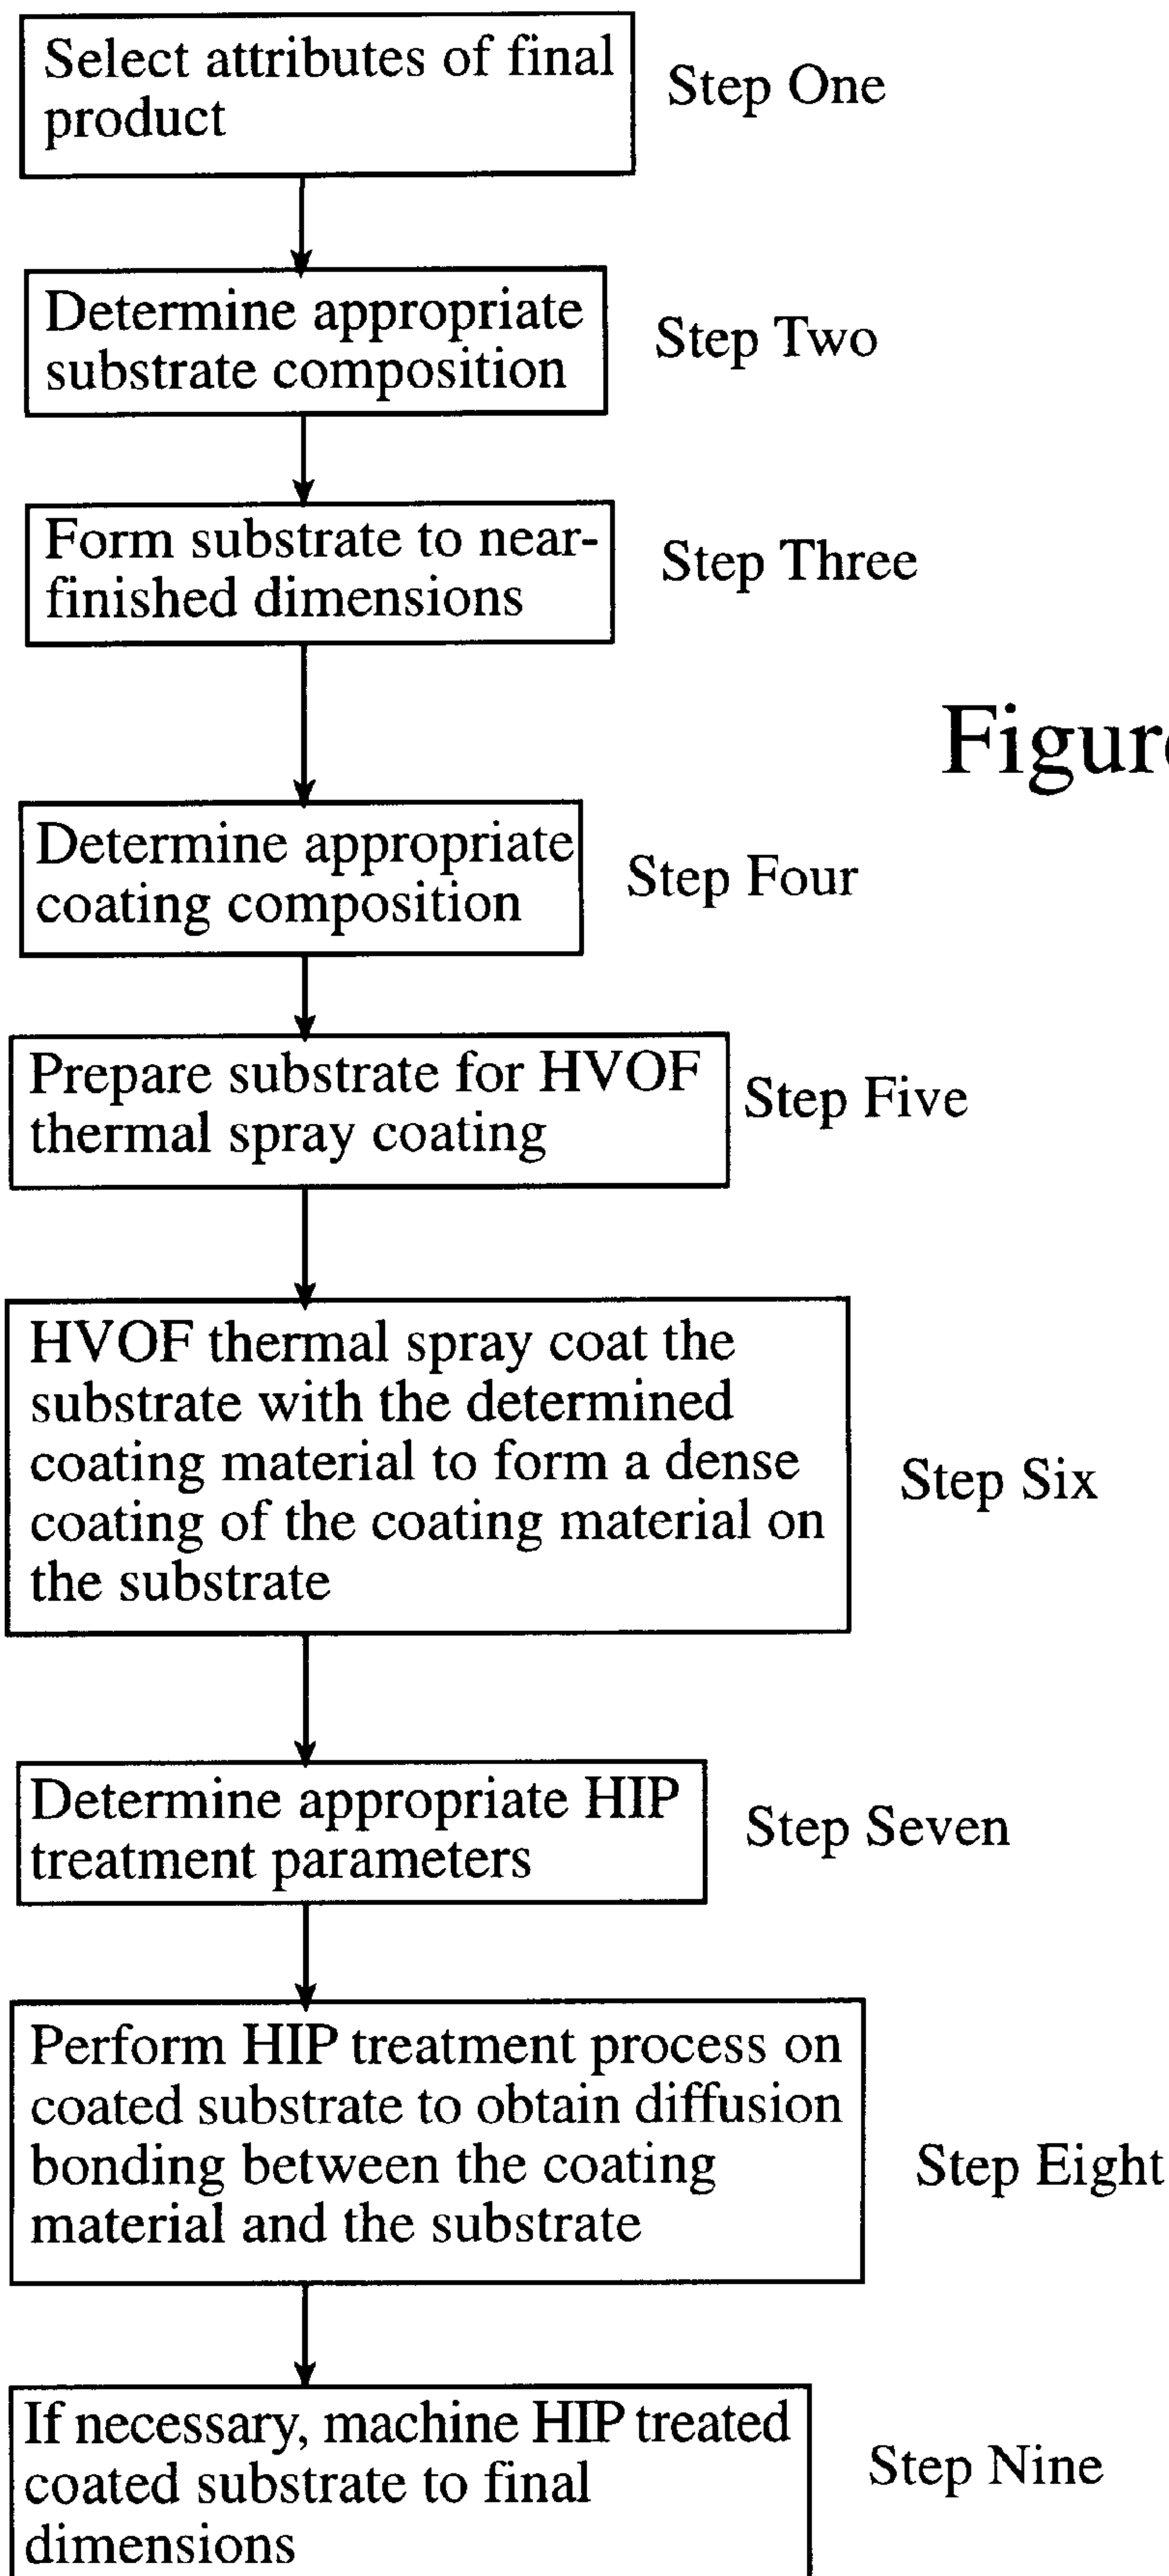 Select attributes of final
product
Step One
Determine appropriate
substrate composition
Step Two
Form substrate to near-
finished dimensions
Step Three
Figure
Determine appropriate
coating composition
Step Four
Prepare substrate for HVOF
thermal spray coating
Step Five
HVOF thermal spray coat the
substrate with the determined
coating material to form a dense
coating of the coating material on
the substrate
Step Six
Determine appropriate HIP
treatment parameters
Step Seven
Perform HIP treatment process on
coated substrate to obtain diffusion
bonding between the coating
material and the substrate
Step Eight
If necessary, machine HIP treated
coated substrate to final
dimensions
Step Nine